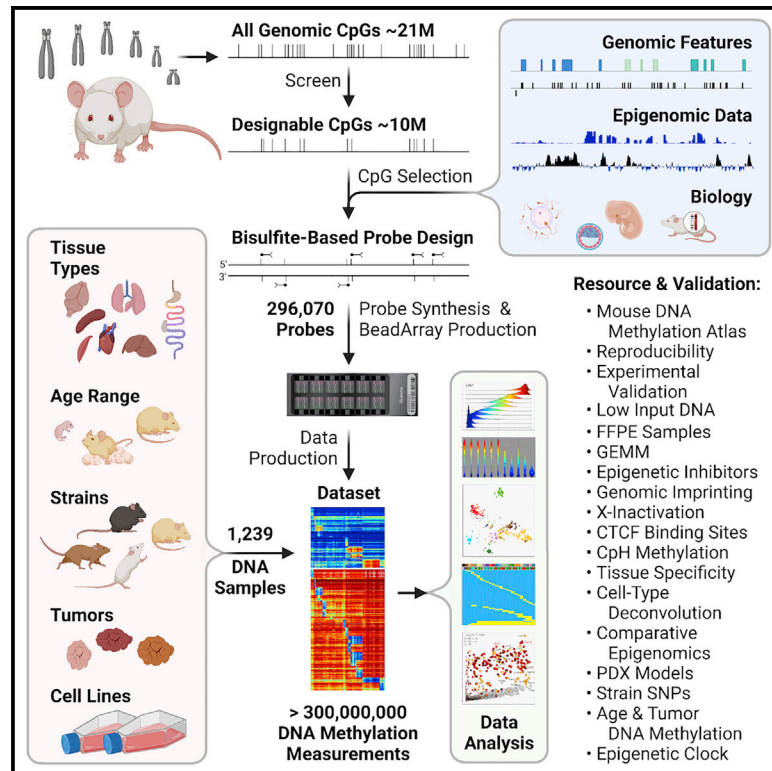 All Genomic CpGs ~21M
Screen
Designable CpGs ~10M
CpG Selection
Genomic Features
Epigenomic Data
Biology
Bisulfite-Based Probe Design
5'
3'
296,070
Probes
Probe Synthesis &
BeadArray Production
Data
Production
Dataset
Tissue
Types
Age Range
Strains
Tumors
Cell Lines
1,239
DNA
Samples
> 300,000,000
DNA Methylation
Measurements
Data
Analysis
Resource & Validation:
• Mouse DNA
Methylation Atlas
• Reproducibility
• Experimental
Validation
• Low Input DNA
• FFPE Samples
• GEMM
• Epigenetic Inhibitors
• Genomic Imprinting
• X-Inactivation
• CTCF Binding Sites
• CpH Methylation
• Tissue Specificity
• Cell-Type
Deconvolution
• Comparative
Epigenomics
• PDX Models
• Strain SNPs
• Age & Tumor
DNA Methylation
• Epigenetic Clock